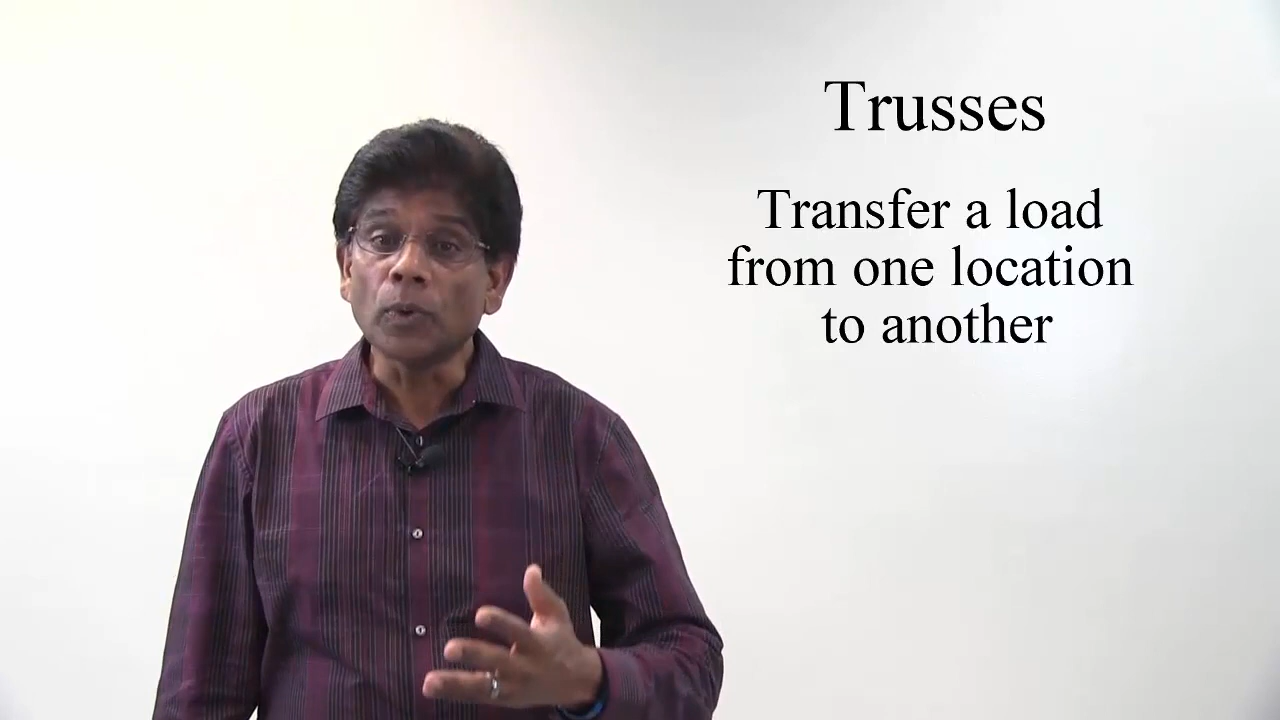 Trusses
Transfer a load
from one location
to another